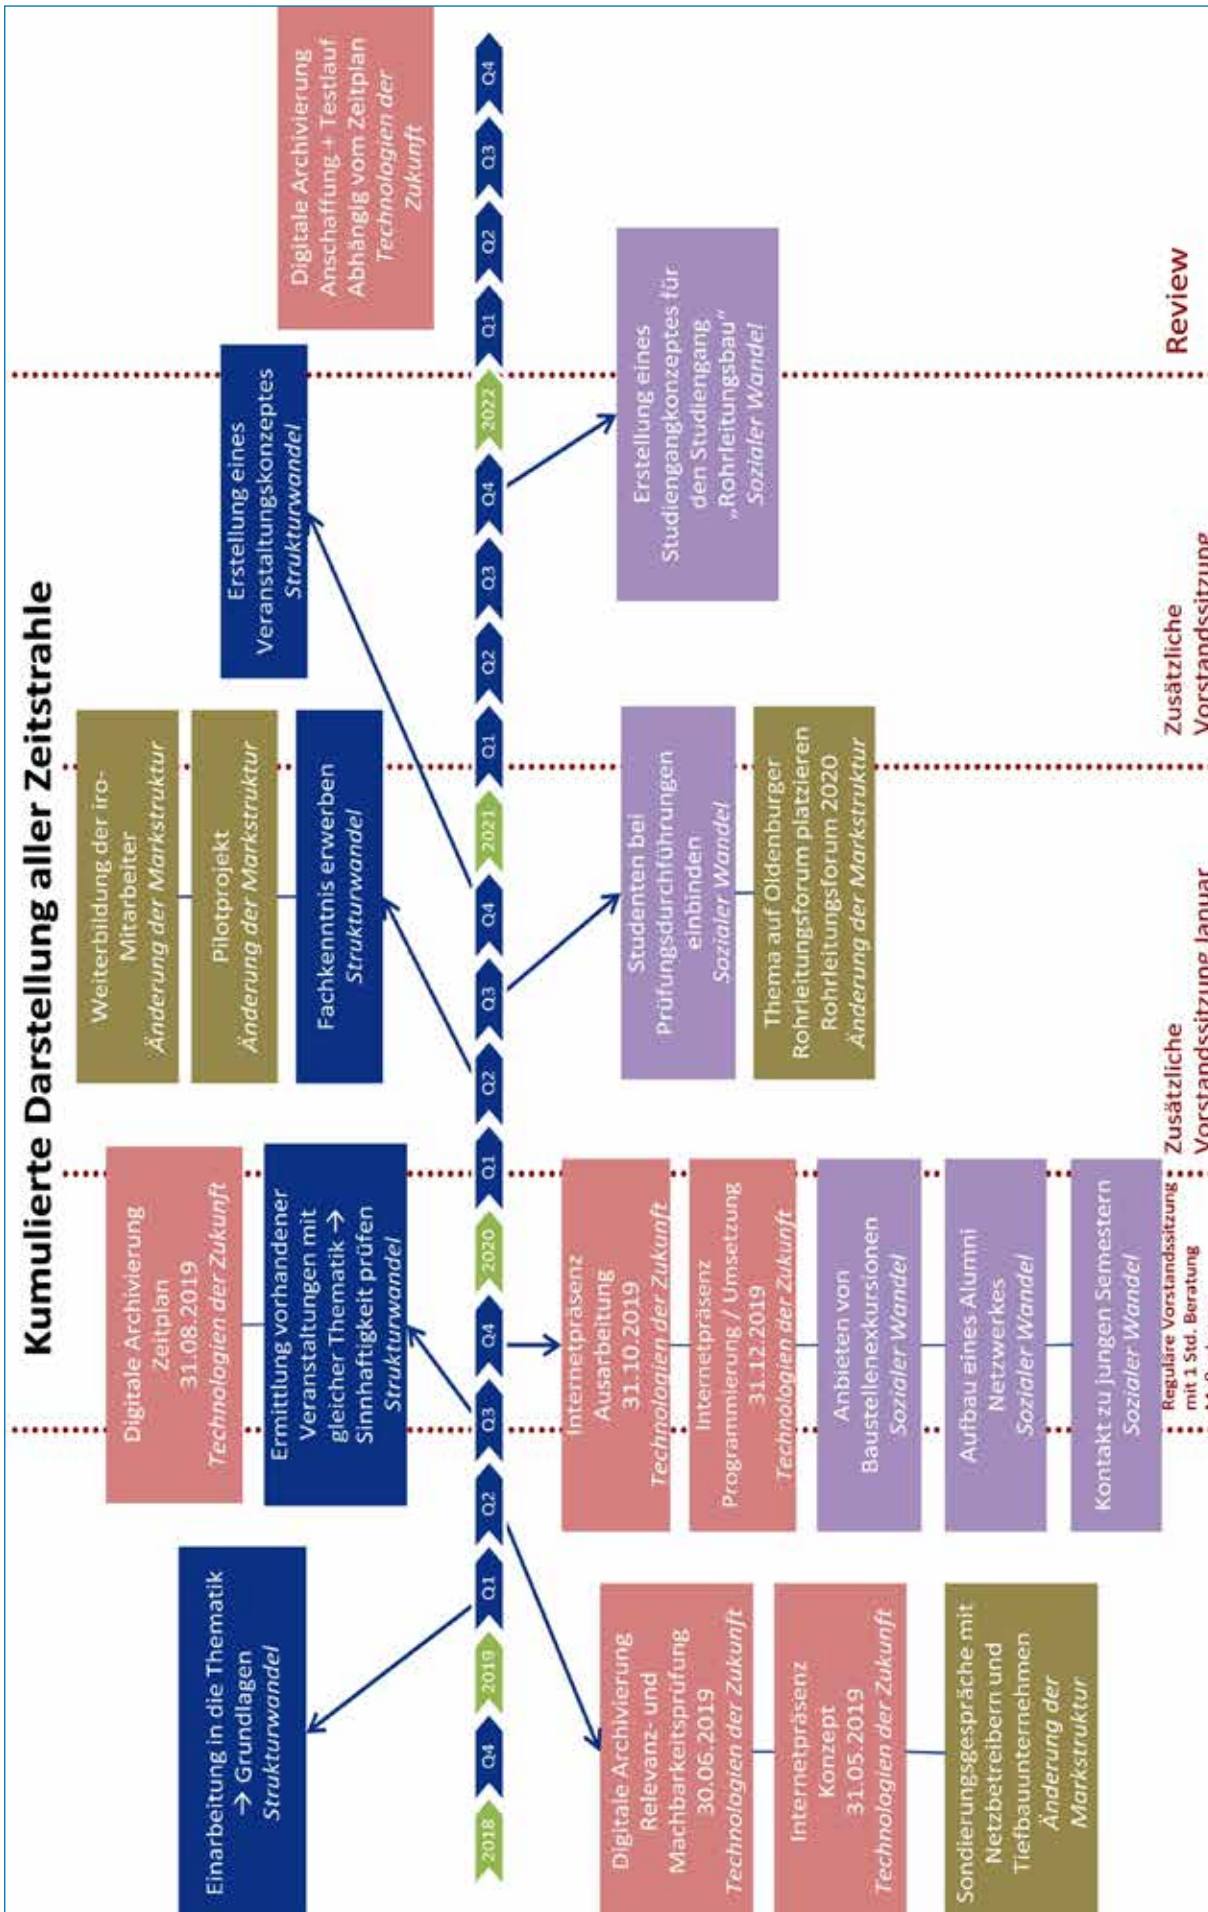 Kumulierte Darstellung aller Zeitstrahle
Einarbeitung in die Thematik
→ Grundlagen
Strukturwandel
Digitale Archivierung
Zeitplan
31.08.2019
Technologien der Zukunft
Ermittlung vorhandener
Veranstaltungen mit
gleicher Thematik →
Sinnhaftigkeit prüfen
Strukturwandel
Weiterbildung der iro-
Mitarbeiter
Änderung der Markstruktur
Pilotprojekt
Änderung der Markstruktur
Fachkenntnis erwerben
Strukturwandel
Erstellung eines
Veranstaltungskonzeptes
Strukturwandel
Digitale Archivierung
Anschaffung + Testlauf
Abhängig vom Zeitplan
Technologien der
Zukunft
2018 Q4 2019 Q1 Q2 Q3 Q4 2020 Q1 Q2 Q3 Q4 2021 Q1 Q2 Q3 Q4 2022 Q1 Q2 Q3 Q4
Digitale Archivierung
Relevanz- und
Machbarkeitsprüfung
30.06.2019
Technologien der Zukunft
Internetpräsenz
Konzept
31.05.2019
Technologien der Zukunft
Sondierungsgespräche mit
Netzbetreibern und
Tiefbauunternehmen
Änderung der
Markstruktur
Internetpräsenz
Ausarbeitung
31.10.2019
Technologien der Zukunft
Internetpräsenz
Programmierung / Umsetzung
31.12.2019
Technologien der Zukunft
Anbieten von
Baustellenexkursionen
Sozialer Wandel
Aufbau eines Alumni
Netzwerkes
Sozialer Wandel
Kontakt zu jungen Semestern
Sozialer Wandel
Studenten bei
Prüfungsdurchführungen
einbinden
Sozialer Wandel
Thema auf Oldenburger
Rohrleitungsforum platzieren
Rohrleitungsforum 2020
Änderung der Markstruktur
Erstellung eines
Studiengangkonzeptes für
den Studiengang
„Rohrleitungsbau“
Sozialer Wandel
Reguläre Vorstandssitzung
mit 1 Std. Beratung
Zusätzliche
Vorstandssitzung Januar
Zusätzliche
Vorstandssitzung
Review